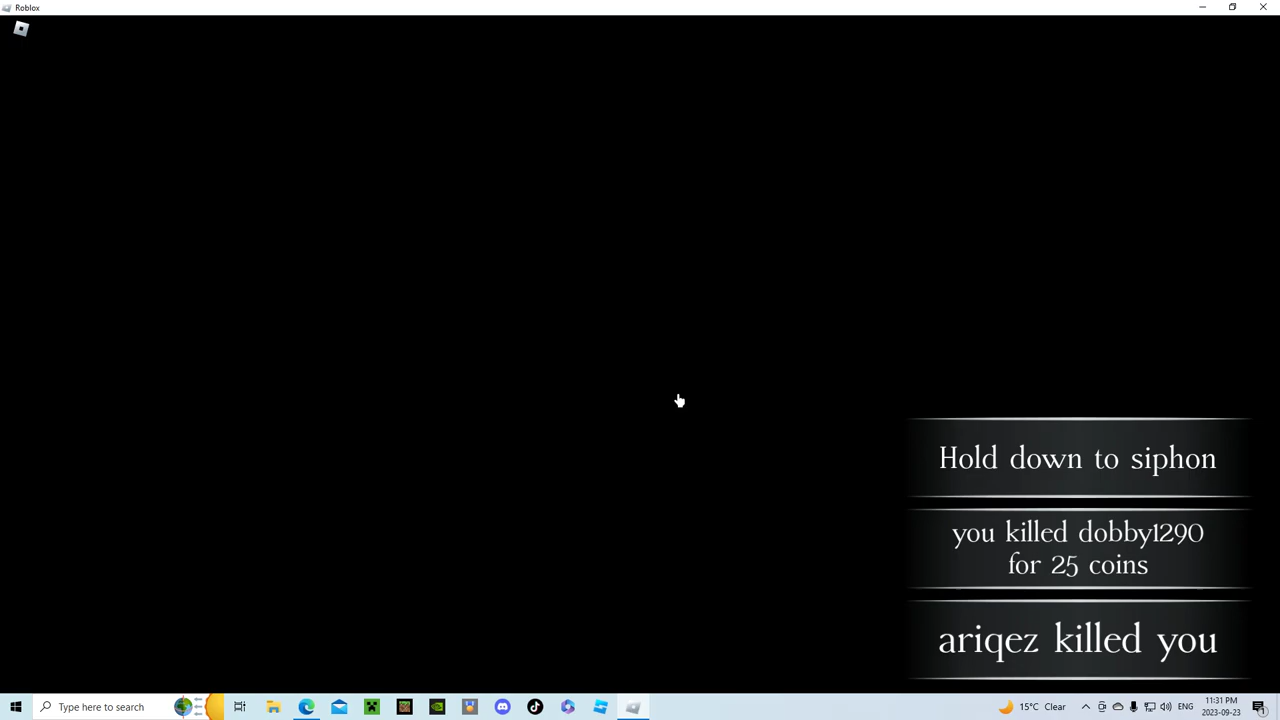 Roblox
Hold down to siphon
you killed dobby1290
for 25 coins
ariqez killed you
Type here to search
15°C Clear
ENG
11:31 PM
2023-09-23
1